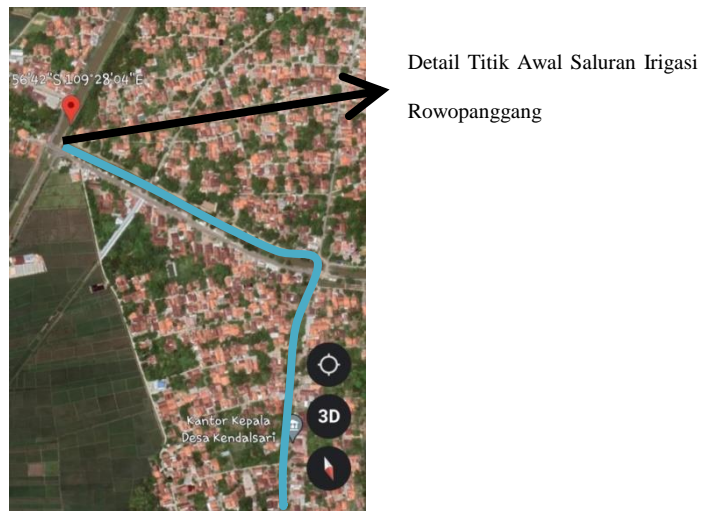 56'42"S 109°28'04"E
Detail Titik Awal Saluran Irigasi
Rowopanggang
3D
Kantor Kepala
Desa Kendalsari